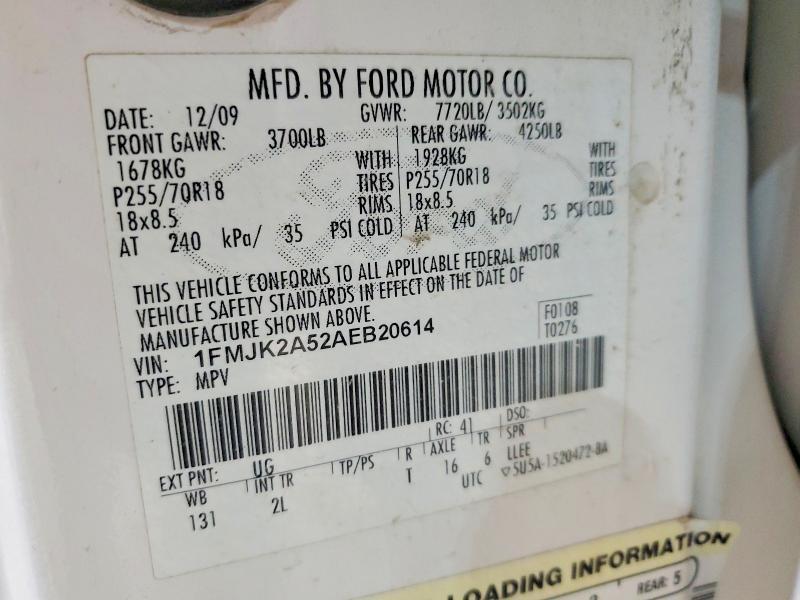 MFD. BY FORD MOTOR CO.
DATE: 12/09 GVWR: 7720LB/ 3502KG
FRONT GAWR: 3700LB REAR GAWR: 4250LB
1678KG WITH 1928KG WITH
P255/70R18 TIRES P255/70R18 TIRES
18x8.5 RIMS 18x8.5 RIMS
AT 240 kPa/ 35 PSI COLD AT 240 kPa/ 35 PSI COLD
THIS VEHICLE CONFORMS TO ALL APPLICABLE FEDERAL MOTOR
VEHICLE SAFETY STANDARDS IN EFFECT ON THE DATE OF
MANUFACTURE SHOWN ABOVE.
F0108
T0276
VIN: 1FMJK2A52AEB20614
TYPE: MPV
EXT PNT: UG RC: 41 DSO:
WB INT TR TP/PS R AXLE TR SPR
131 2L T 16 6 LLEE
UTC ▽5U5A-1520472-BA
LOADING INFORMATION
REAR: 5